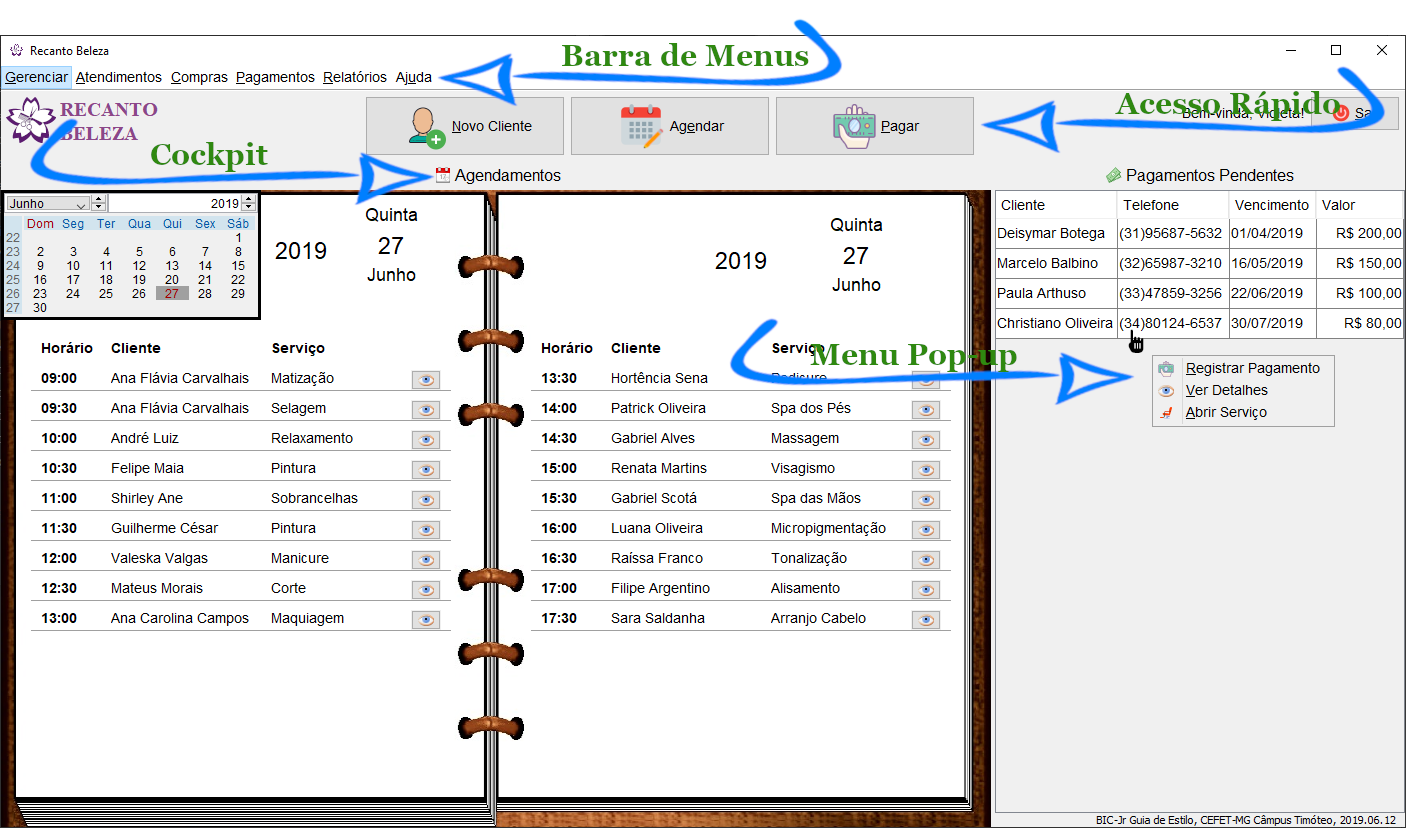 Recanto Beleza
Barra de Menus
Gerenciar Atendimentos Compras Pagamentos Relatórios Ajuda
RECANTO
BELEZA
Novo Cliente
Agendar
Pagar
Acesso Rápido
Bem-vinda, Violeta!
Cockpit
Agendamentos
Pagamentos Pendentes
Junho 2019
Dom Seg Ter Qua Qui Sex Sáb
22 1
23 2 3 4 5 6 7 8
24 9 10 11 12 13 14 15
25 16 17 18 19 20 21 22
26 23 24 25 26 27 28 29
27 30
2019
Quinta
27
Junho
2019
Quinta
27
Junho
Cliente Telefone Vencimento Valor
Deisymar Botega (31)95687-5632 01/04/2019 R$ 200,00
Marcelo Balbino (32)65987-3210 16/05/2019 R$ 150,00
Paula Arthuso (33)47859-3256 22/06/2019 R$ 100,00
Christiano Oliveira (34)80124-6537 30/07/2019 R$ 80,00
Menu Pop-up
Registrar Pagamento
Ver Detalhes
Abrir Serviço
Horário Cliente Serviço
09:00 Ana Flávia Carvalhais Matização
09:30 Ana Flávia Carvalhais Selagem
10:00 André Luiz Relaxamento
10:30 Felipe Maia Pintura
11:00 Shirley Ane Sobrancelhas
11:30 Guilherme César Pintura
12:00 Valeska Valgas Manicure
12:30 Mateus Morais Corte
13:00 Ana Carolina Campos Maquiagem
Horário Cliente Serviço
13:30 Hortência Sena Pedicure
14:00 Patrick Oliveira Spa dos Pés
14:30 Gabriel Alves Massagem
15:00 Renata Martins Visagismo
15:30 Gabriel Scotá Spa das Mãos
16:00 Luana Oliveira Micropigmentação
16:30 Raíssa Franco Tonalização
17:00 Filipe Argentino Alisamento
17:30 Sara Saldanha Arranjo Cabelo
BIC-Jr Guia de Estilo, CEFET-MG Câmpus Timóteo, 2019.06.12